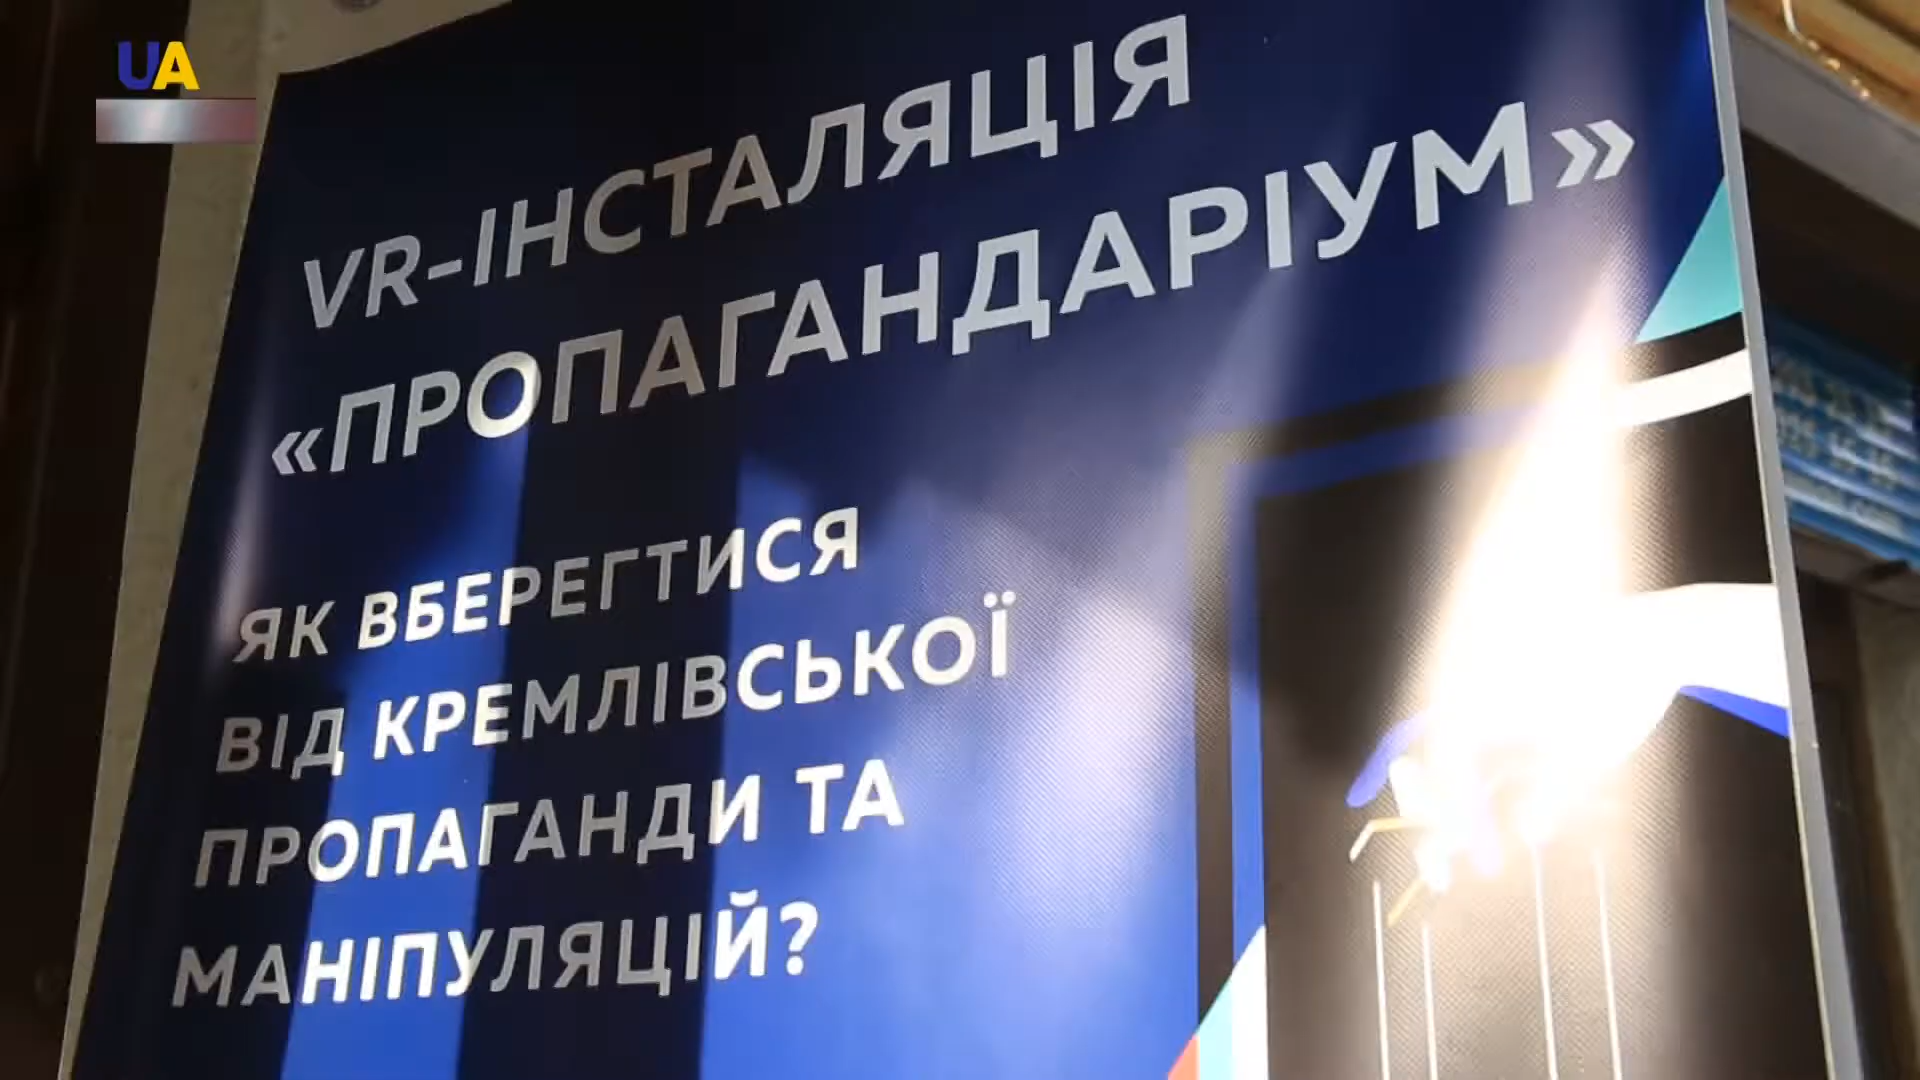 UA
VR-ІНСТАЛЯЦІЯ
«ПРОПАГАНДАРІУМ»
ЯК ВБЕРЕГТИСЯ
ВІД КРЕМЛІВСЬКОЇ
ПРОПАГАНДИ ТА
МАНІПУЛЯЦІЙ?